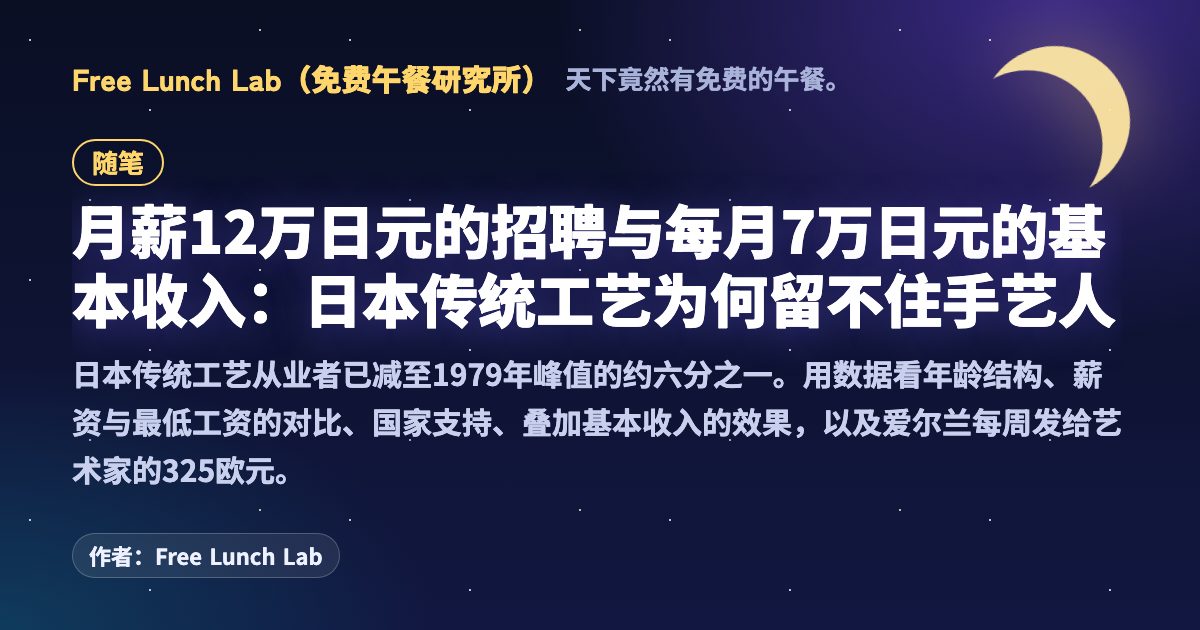 Free Lunch Lab（免费午餐研究所） 天下竟然有免费的午餐。
随笔
月薪12万日元的招聘与每月7万日元的基
本收入：日本传统工艺为何留不住手艺人
日本传统工艺从业者已减至1979年峰值的约六分之一。用数据看年龄结构、薪
资与最低工资的对比、国家支持、叠加基本收入的效果，以及爱尔兰每周发给艺
术家的325欧元。
作者：Free Lunch Lab